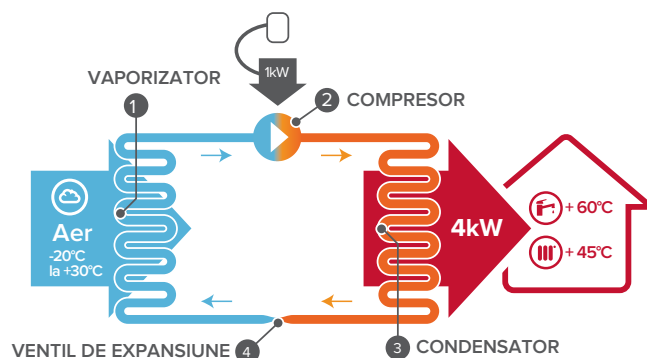 VAPORIZATOR
1
1kW
2 COMPRESOR
Aer
-20°C
la +30°C
4kW
+ 60°C
+ 45°C
VENTIL DE EXPANSIUNE 4
3 CONDENSATOR